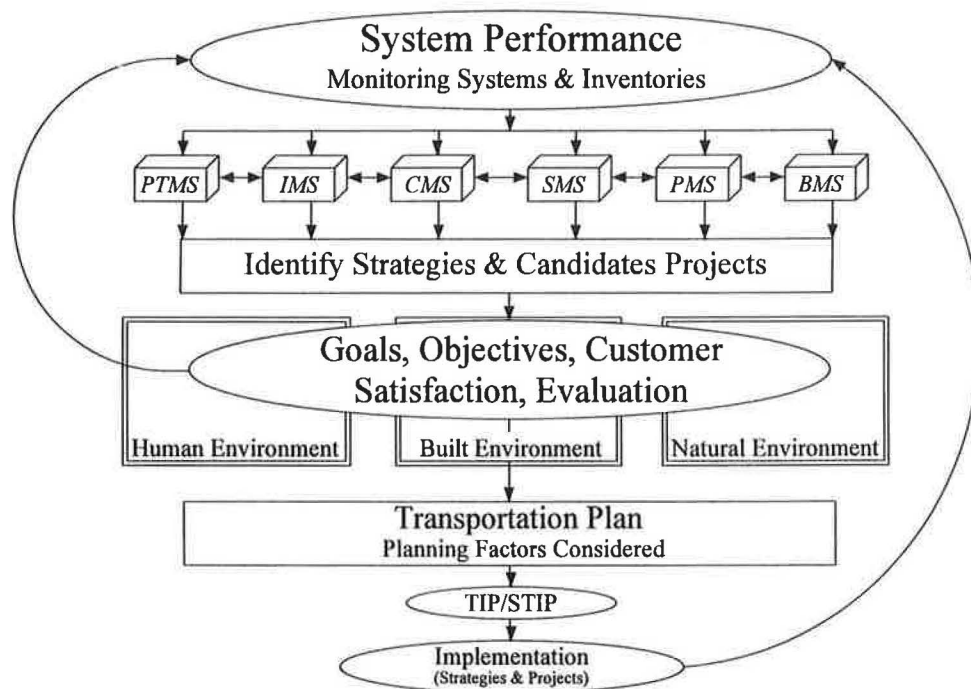 System Performance
Monitoring Systems & Inventories
PTMS IMS CMS SMS PMS BMS
Identify Strategies & Candidates Projects
Goals, Objectives, Customer
Satisfaction, Evaluation
Human Environment Built Environment Natural Environment
Transportation Plan
Planning Factors Considered
TIP/STIP
Implementation
(Strategies & Projects)